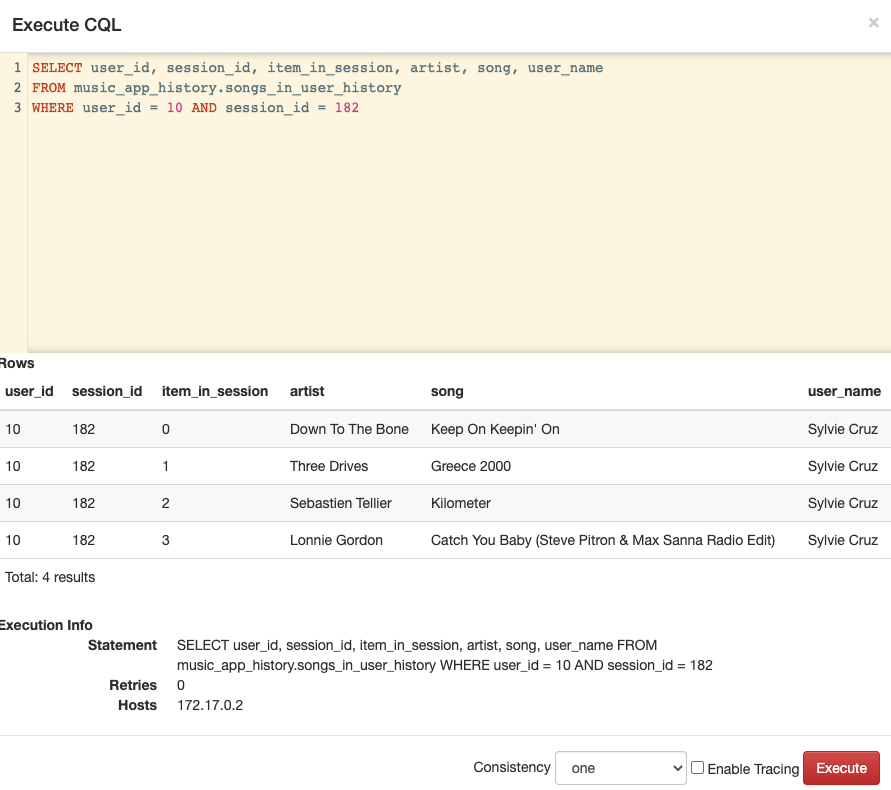 Execute CQL ×
1 SELECT user_id, session_id, item_in_session, artist, song, user_name
2 FROM music_app_history.songs_in_user_history
3 WHERE user_id = 10 AND session_id = 182
Rows
user_id session_id item_in_session artist song user_name
10 182 0 Down To The Bone Keep On Keepin' On Sylvie Cruz
10 182 1 Three Drives Greece 2000 Sylvie Cruz
10 182 2 Sebastien Tellier Kilometer Sylvie Cruz
10 182 3 Lonnie Gordon Catch You Baby (Steve Pitron & Max Sanna Radio Edit) Sylvie Cruz
Total: 4 results
Execution Info
Statement SELECT user_id, session_id, item_in_session, artist, song, user_name FROM
music_app_history.songs_in_user_history WHERE user_id = 10 AND session_id = 182
Retries 0
Hosts 172.17.0.2
Consistency one Enable Tracing Execute